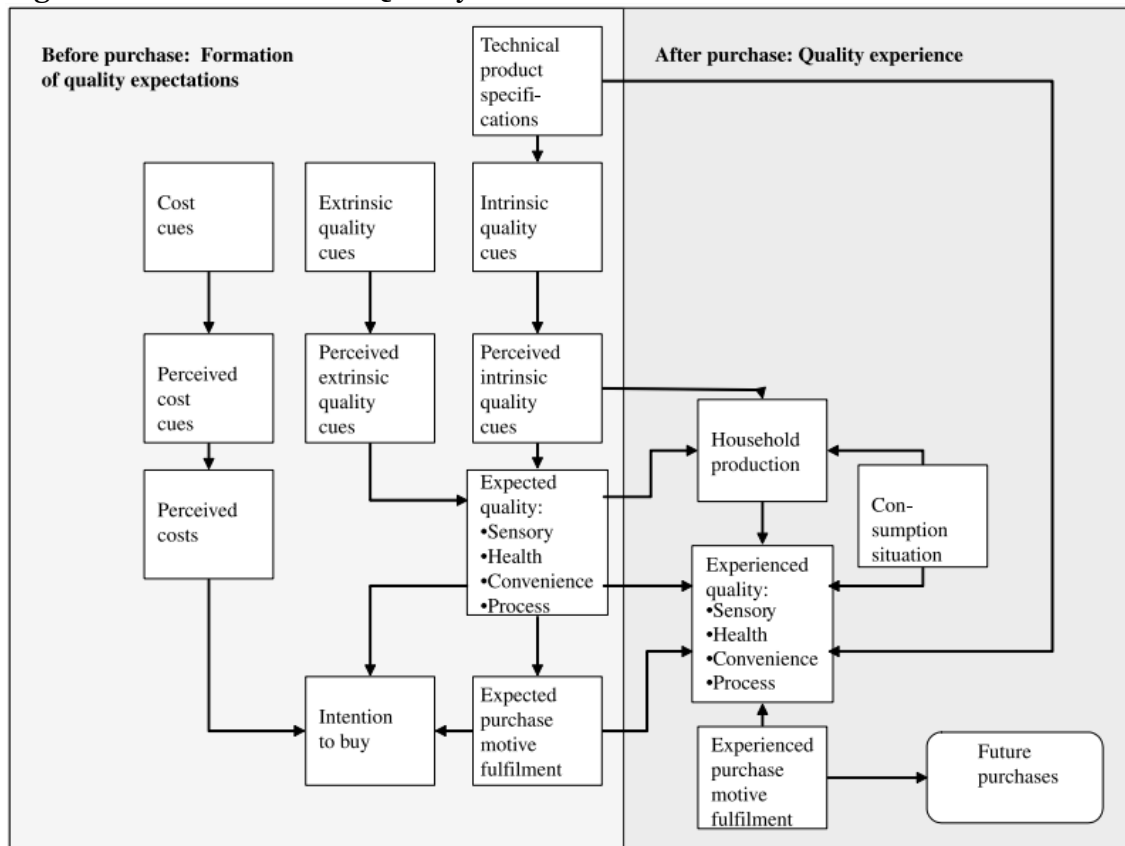 Before purchase: Formation
of quality expectations
Technical
product
specifi-
cations
After purchase: Quality experience
Cost
cues
Extrinsic
quality
cues
Intrinsic
quality
cues
Perceived
cost
cues
Perceived
extrinsic
quality
cues
Perceived
intrinsic
quality
cues
Household
production
Perceived
costs
Expected
quality:
•Sensory
•Health
•Convenience
•Process
Con-
sumption
situation
Experienced
quality:
•Sensory
•Health
•Convenience
•Process
Intention
to buy
Expected
purchase
motive
fulfilment
Experienced
purchase
motive
fulfilment
Future
purchases